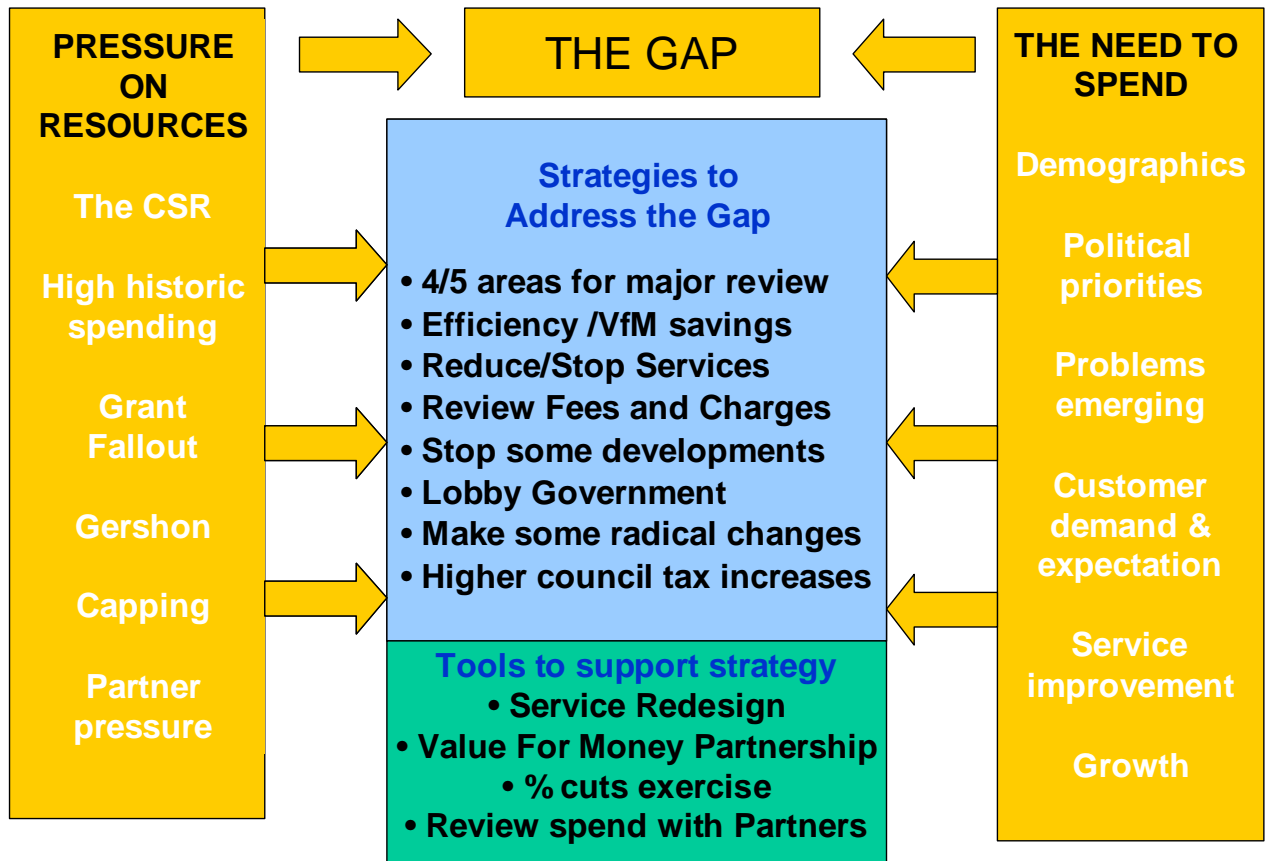 PRESSURE
ON
RESOURCES
The CSR
High historic
spending
Grant
Fallout
Gershon
Capping
Partner
pressure
THE GAP
Strategies to
Address the Gap
• 4/5 areas for major review
• Efficiency /VfM savings
• Reduce/Stop Services
• Review Fees and Charges
• Stop some developments
• Lobby Government
• Make some radical changes
• Higher council tax increases
Tools to support strategy
• Service Redesign
• Value For Money Partnership
• % cuts exercise
• Review spend with Partners
THE NEED TO
SPEND
Demographics
Political
priorities
Problems
emerging
Customer
demand &
expectation
Service
improvement
Growth